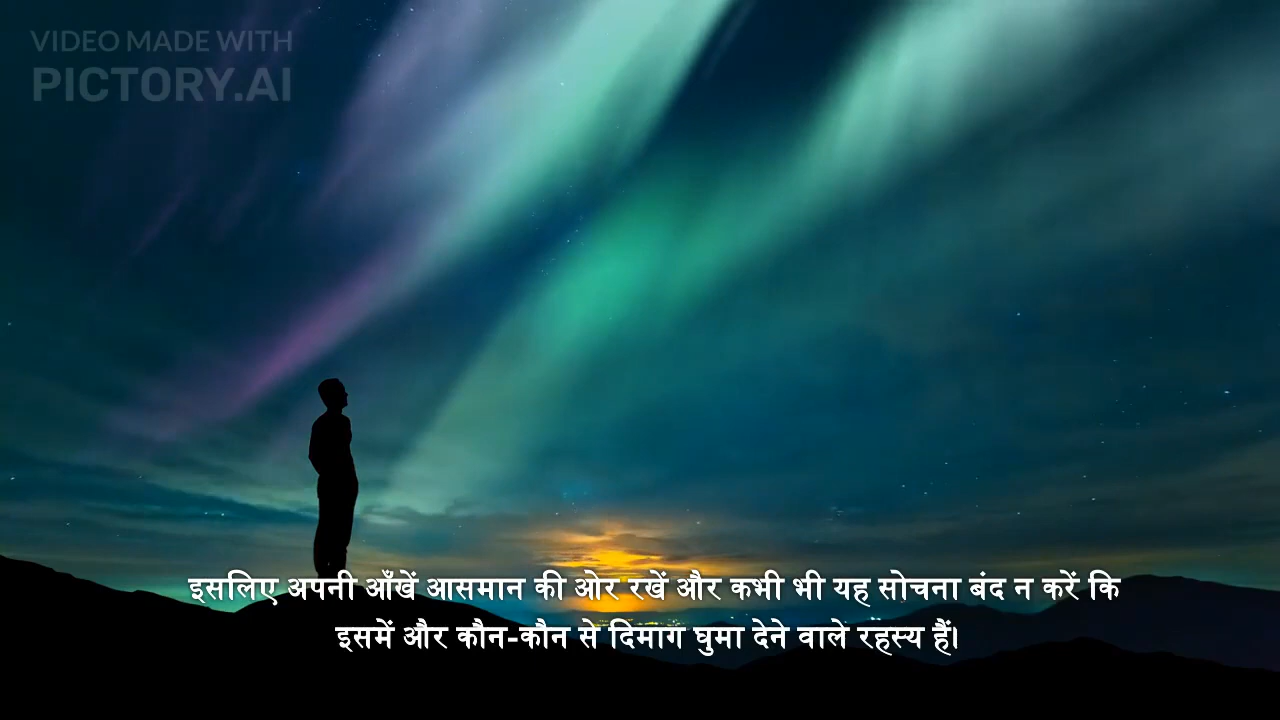 VIDEO MADE WITH
PICTORY.AI
इसलिए अपनी आँखें आसमान की ओर रखें और कभी भी यह सोचना बंद न करें कि
इसमें और कौन-कौन से दिमाग घुमा देने वाले रहस्य हैं।